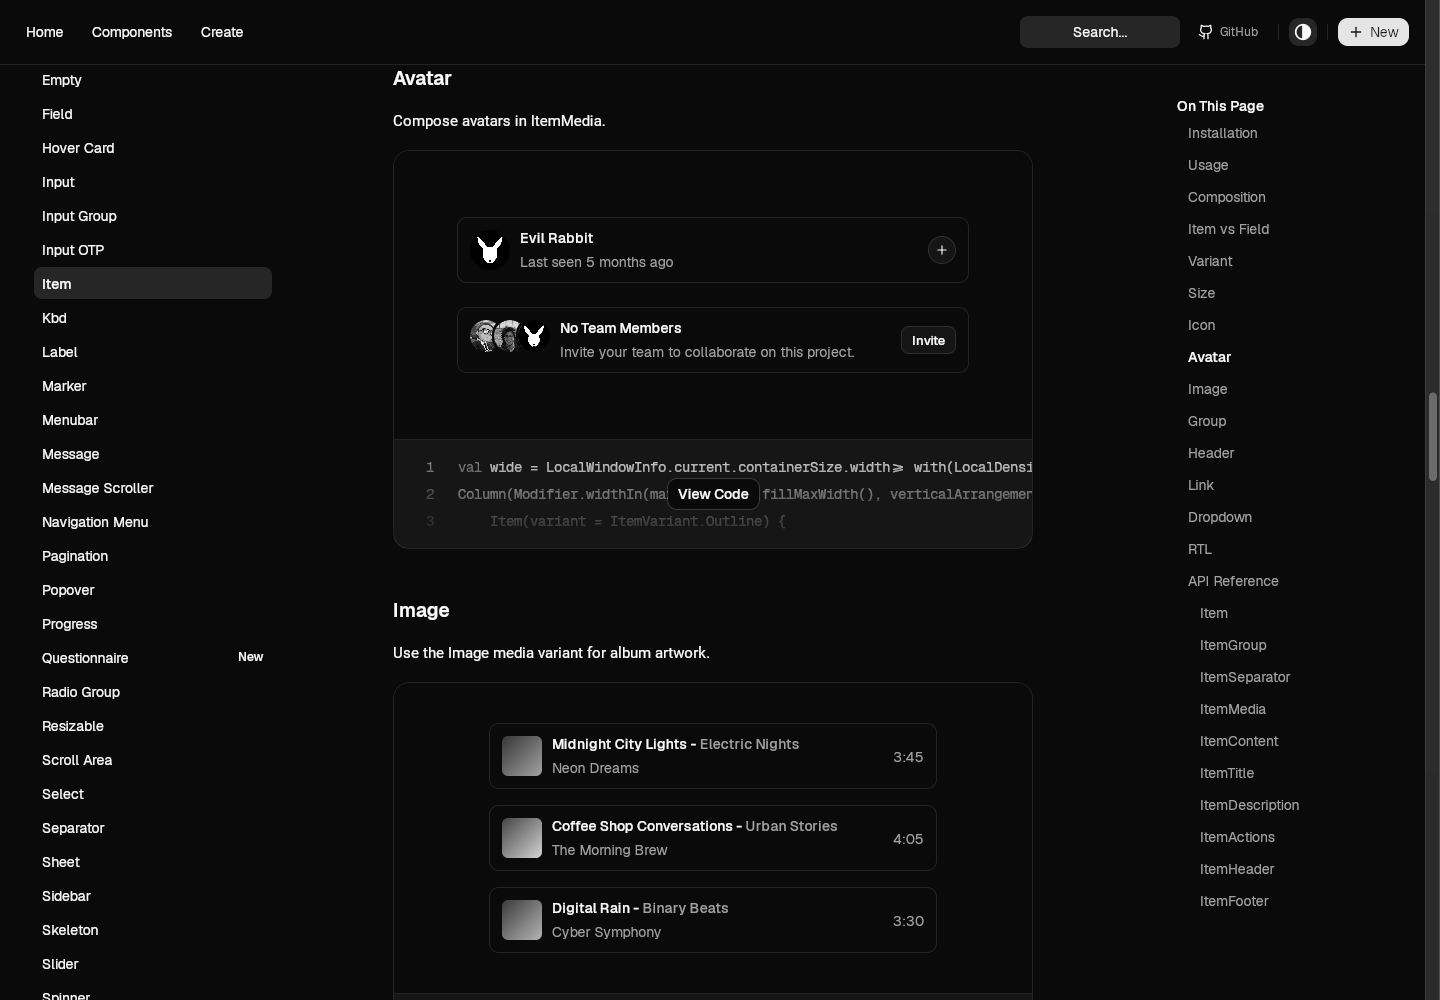 Home
Components
Create
Search...
GitHub
New
Empty
Field
Hover Card
Input
Input Group
Input OTP
Item
Kbd
Label
Marker
Menubar
Message
Message Scroller
Navigation Menu
Pagination
Popover
Progress
Questionnaire New
Radio Group
Resizable
Scroll Area
Select
Separator
Sheet
Sidebar
Skeleton
Slider
Spinner
Avatar
Compose avatars in ItemMedia.
Evil Rabbit
Last seen 5 months ago
No Team Members
Invite your team to collaborate on this project.
Invite
1 val wide = LocalWindowInfo.current.containerSize.width >= with(LocalDensi
2 Column(Modifier.widthIn(ma fillMaxWidth(), verticalArrangemen
View Code
3 Item(variant = ItemVariant.Outline) {
Image
Use the Image media variant for album artwork.
Midnight City Lights - Electric Nights
Neon Dreams
3:45
Coffee Shop Conversations - Urban Stories
The Morning Brew
4:05
Digital Rain - Binary Beats
Cyber Symphony
3:30
On This Page
Installation
Usage
Composition
Item vs Field
Variant
Size
Icon
Avatar
Image
Group
Header
Link
Dropdown
RTL
API Reference
Item
ItemGroup
ItemSeparator
ItemMedia
ItemContent
ItemTitle
ItemDescription
ItemActions
ItemHeader
ItemFooter